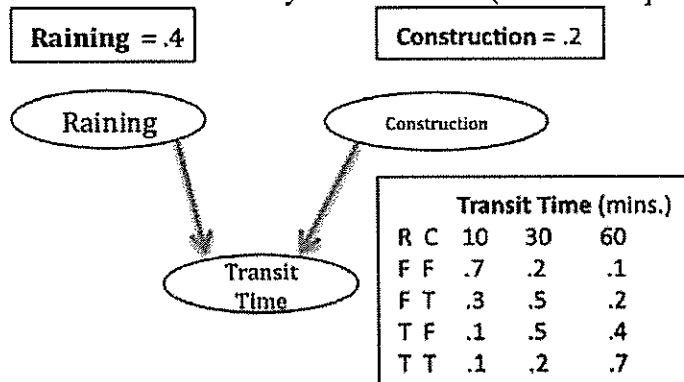 Raining = .4
Construction = .2
Raining
Construction
Transit
Time
Transit Time (mins.)
R C 10 30 60
F F .7 .2 .1
F T .3 .5 .2
T F .1 .5 .4
T T .1 .2 .7